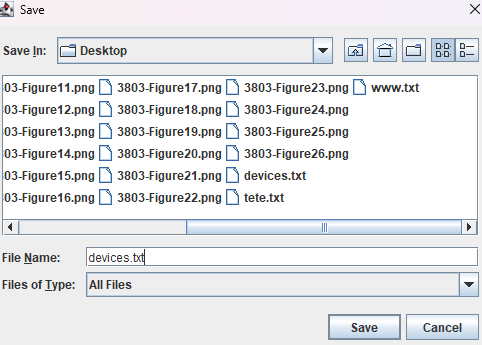 Save
Save In: Desktop
03-Figure11.png 3803-Figure17.png 3803-Figure23.png www.txt
03-Figure12.png 3803-Figure18.png 3803-Figure24.png
03-Figure13.png 3803-Figure19.png 3803-Figure25.png
03-Figure14.png 3803-Figure20.png 3803-Figure26.png
03-Figure15.png 3803-Figure21.png devices.txt
03-Figure16.png 3803-Figure22.png tete.txt
File Name: devices.txt
Files of Type: All Files
Save Cancel